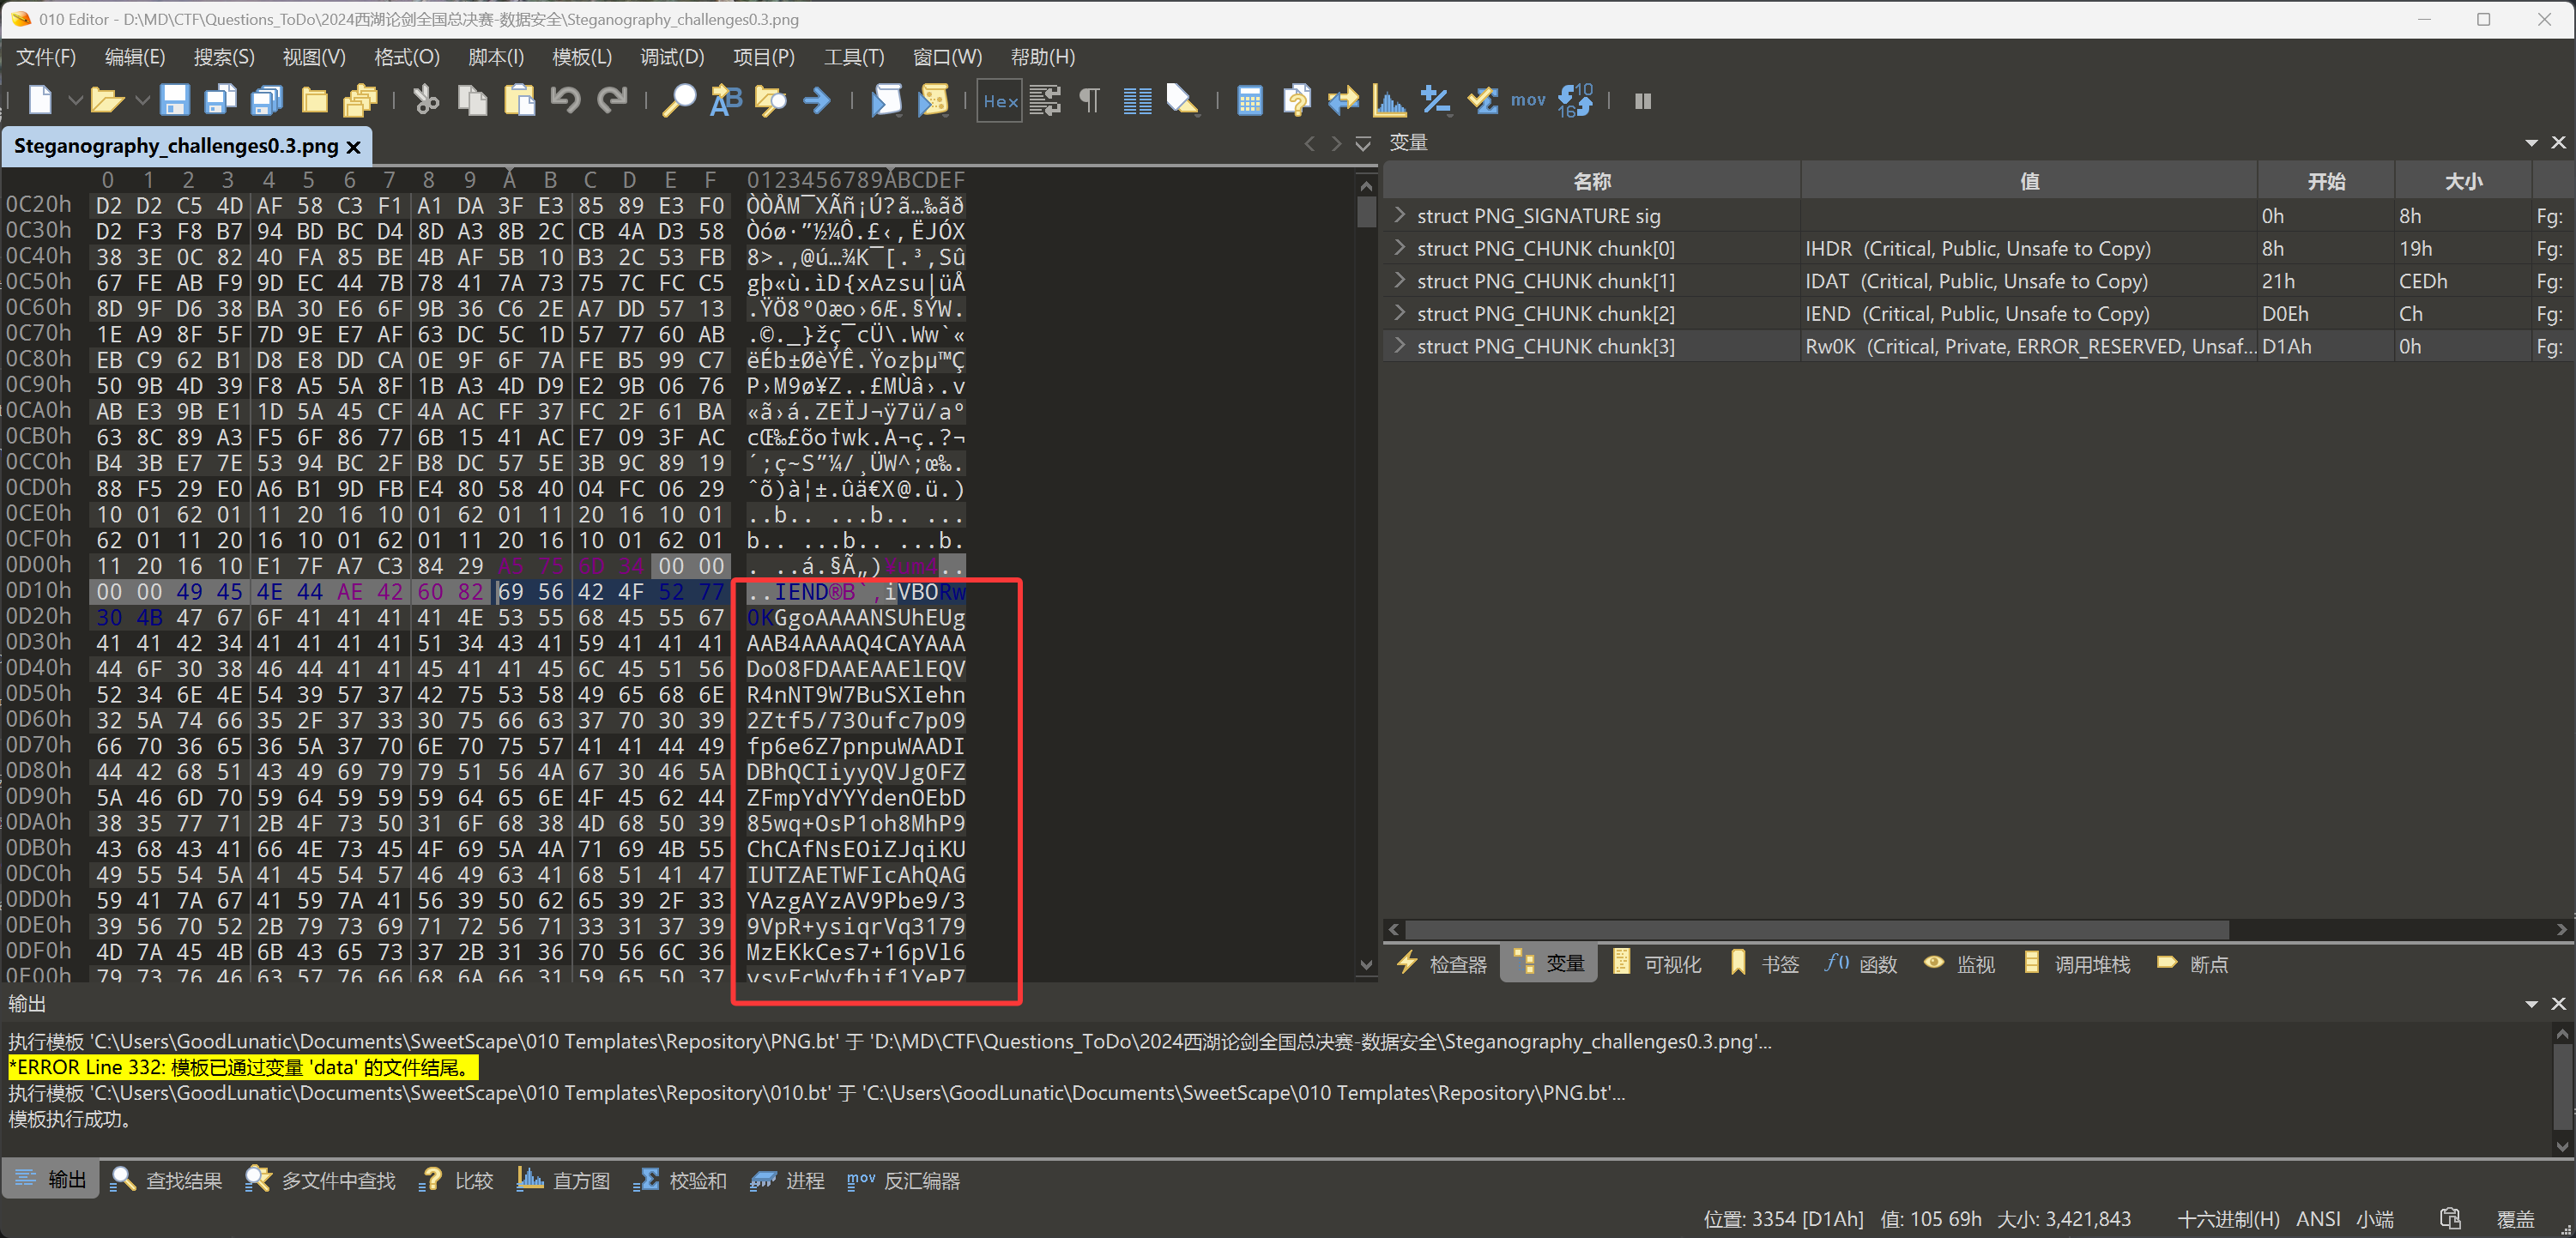 010 Editor - D:\MD\CTF\Questions_ToDo\2024西湖论剑全国总决赛-数据安全\Steganography_challenges0.3.png
文件(F) 编辑(E) 搜索(S) 视图(V) 格式(O) 脚本(I) 模板(L) 调试(D) 项目(P) 工具(T) 窗口(W) 帮助(H)
Hex mov 10 16
Steganography_challenges0.3.png
变量
0 1 2 3 4 5 6 7 8 9 A B C D E F 0123456789ABCDEF
0C20h D2 D2 C5 4D AF 58 C3 F1 A1 DA 3F E3 85 89 E3 F0 ÒÒÅM¯XÃñ¡Ú?ã…‰ãð
0C30h D2 F3 F8 B7 94 BD BC D4 8D A3 8B 2C CB 4A D3 58 Òóø·”½¼Ô.£‹,ËJÓX
0C40h 38 3E 0C 82 40 FA 85 BE 4B AF 5B 10 B3 2C 53 FB 8>.‚@ú…¾K¯[.³,Sû
0C50h 67 FE AB F9 9D EC 44 7B 78 41 7A 73 75 7C FC C5 gþ«ù.ìD{xAzsu|üÅ
0C60h 8D 9F D6 38 BA 30 E6 6F 9B 36 C6 2E A7 DD 57 13 .ŸÖ8º0æo›6Æ.§ÝW.
0C70h 1E A9 8F 5F 7D 9E E7 AF 63 DC 5C 1D 57 77 60 AB .©._}žç¯cÜ\.Ww`«
0C80h EB C9 62 B1 D8 E8 DD CA 0E 9F 6F 7A FE B5 99 C7 ëÉb±ØèÝÊ.Ÿozþµ™Ç
0C90h 50 9B 4D 39 F8 A5 5A 8F 1B A3 4D D9 E2 9B 06 76 P›M9ø¥Z..£MÙâ›.v
0CA0h AB E3 9B E1 1D 5A 45 CF 4A AC FF 37 FC 2F 61 BA «ã›á.ZEÏJ¬ÿ7ü/aº
0CB0h 63 8C 89 A3 F5 6F 86 77 6B 15 41 AC E7 09 3F AC cŒ‰£õo†wk.A¬ç.?¬
0CC0h B4 3B E7 7E 53 94 BC 2F B8 DC 57 5E 3B 9C 89 19 ´;ç~S”¼/¸ÜW^;œ‰.
0CD0h 88 F5 29 E0 A6 B1 9D FB E4 80 58 40 04 FC 06 29 ˆõ)à¦±.ûä€X@.ü.)
0CE0h 10 01 62 01 11 20 16 10 01 62 01 11 20 16 10 01 ..b.. ...b.. ...
0CF0h 62 01 11 20 16 10 01 62 01 11 20 16 10 01 62 01 b.. ...b.. ...b.
0D00h 11 20 16 10 E1 7F A7 C3 84 29 A5 75 6D 34 00 00 . ..á.§Ã„)¥um4..
0D10h 00 00 49 45 4E 44 AE 42 60 82 69 56 42 4F 52 77 ..IEND®B`‚iVBORw
0D20h 30 4B 47 67 6F 41 41 41 41 4E 53 55 68 45 55 67 0KGgoAAAANSUhEUg
0D30h 41 41 42 34 41 41 41 41 51 34 43 41 59 41 41 41 AAB4AAAAQ4CAYAAA
0D40h 44 6F 30 38 46 44 41 41 45 41 41 45 6C 45 51 56 Do08FDAAEAAElEQV
0D50h 52 34 6E 4E 54 39 57 37 42 75 53 58 49 65 68 6E R4nNT9W7BuSXIehn
0D60h 32 5A 74 66 35 2F 37 33 30 75 66 63 37 70 30 39 2Ztf5/730ufc7p09
0D70h 66 70 36 65 36 5A 37 70 6E 70 75 57 41 41 44 49 fp6e6Z7pnpuWAADI
0D80h 44 42 68 51 43 49 69 79 79 51 56 4A 67 30 46 5A DBhQCIiyyQVJg0FZ
0D90h 5A 46 6D 70 59 64 59 59 59 64 65 6E 4F 45 62 44 ZFmpYdYYYdenOEbD
0DA0h 38 35 77 71 2B 4F 73 50 31 6F 68 38 4D 68 50 39 85wq+OsP1oh8MhP9
0DB0h 43 68 43 41 66 4E 73 45 4F 69 5A 4A 71 69 4B 55 ChCAfNsEOiZJqiKU
0DC0h 49 55 54 5A 41 45 54 57 46 49 63 41 68 51 41 47 IUTZAETWFIcAhQAG
0DD0h 59 41 7A 67 41 59 7A 41 56 39 50 62 65 39 2F 33 YAzgAYzAV9Pbe9/3
0DE0h 39 56 70 52 2B 79 73 69 71 72 56 71 33 31 37 39 9VpR+ysiqrVq3179
0DF0h 4D 7A 45 4B 6B 43 65 73 37 2B 31 36 70 56 6C 36 MzEKkCes7+16pVl6
0E00h 79 73 76 46 63 57 76 66 68 6A 66 31 59 65 50 37 ysvFcWvfhjf1YeP7
名称 值 开始 大小
struct PNG_SIGNATURE sig 0h 8h Fg:
struct PNG_CHUNK chunk[0] IHDR (Critical, Public, Unsafe to Copy) 8h 19h Fg:
struct PNG_CHUNK chunk[1] IDAT (Critical, Public, Unsafe to Copy) 21h CEDh Fg:
struct PNG_CHUNK chunk[2] IEND (Critical, Public, Unsafe to Copy) D0Eh Ch Fg:
struct PNG_CHUNK chunk[3] Rw0K (Critical, Private, ERROR_RESERVED, Unsaf... D1Ah 0h Fg:
检查器 变量 可视化 书签 f() 函数 监视 调用堆栈 断点
输出
执行模板 'C:\Users\GoodLunatic\Documents\SweetScape\010 Templates\Repository\PNG.bt' 于 'D:\MD\CTF\Questions_ToDo\2024西湖论剑全国总决赛-数据安全\Steganography_challenges0.3.png'...
*ERROR Line 332: 模板已通过变量 'data' 的文件结尾。
执行模板 'C:\Users\GoodLunatic\Documents\SweetScape\010 Templates\Repository\010.bt' 于 'C:\Users\GoodLunatic\Documents\SweetScape\010 Templates\Repository\PNG.bt'...
模板执行成功。
输出 查找结果 多文件中查找 比较 直方图 校验和 进程 mov 反汇编器
位置: 3354 [D1Ah] 值: 105 69h 大小: 3,421,843 十六进制(H) ANSI 小端 覆盖